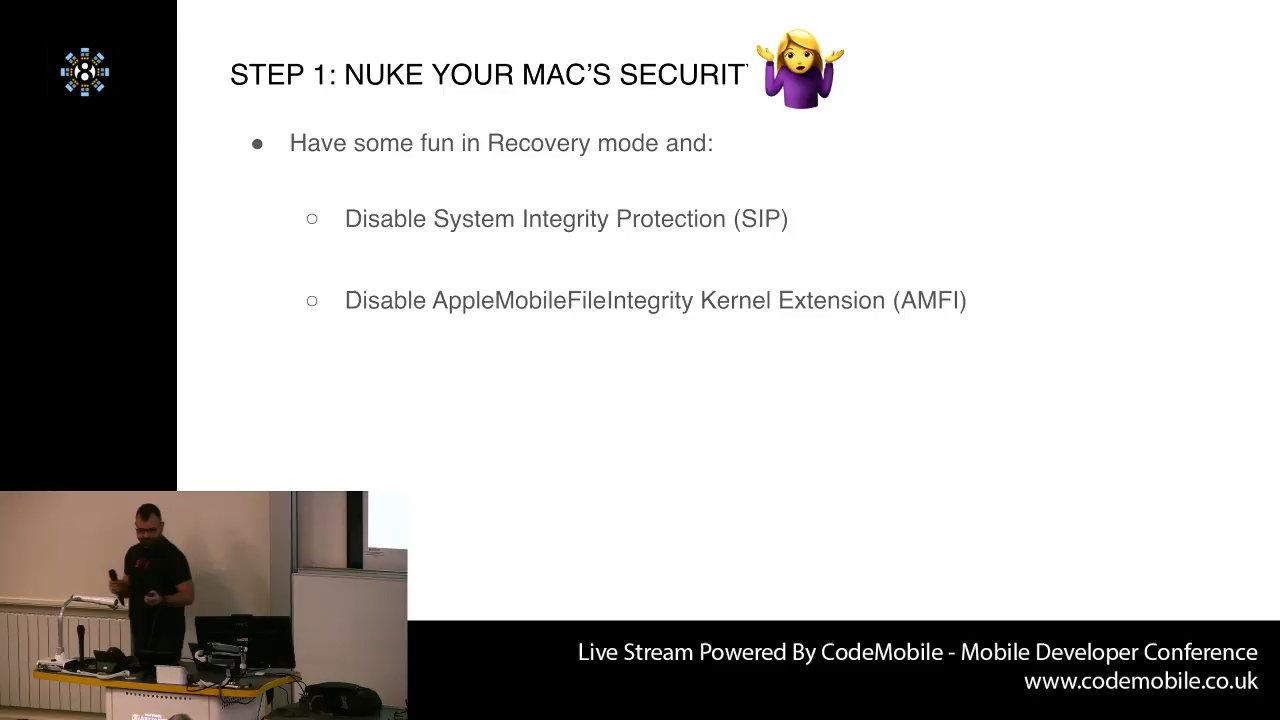 STEP 1: NUKE YOUR MAC'S SECURIT
● Have some fun in Recovery mode and:
○ Disable System Integrity Protection (SIP)
○ Disable AppleMobileFileIntegrity Kernel Extension (AMFI)
Live Stream Powered By CodeMobile - Mobile Developer Conference
www.codemobile.co.uk